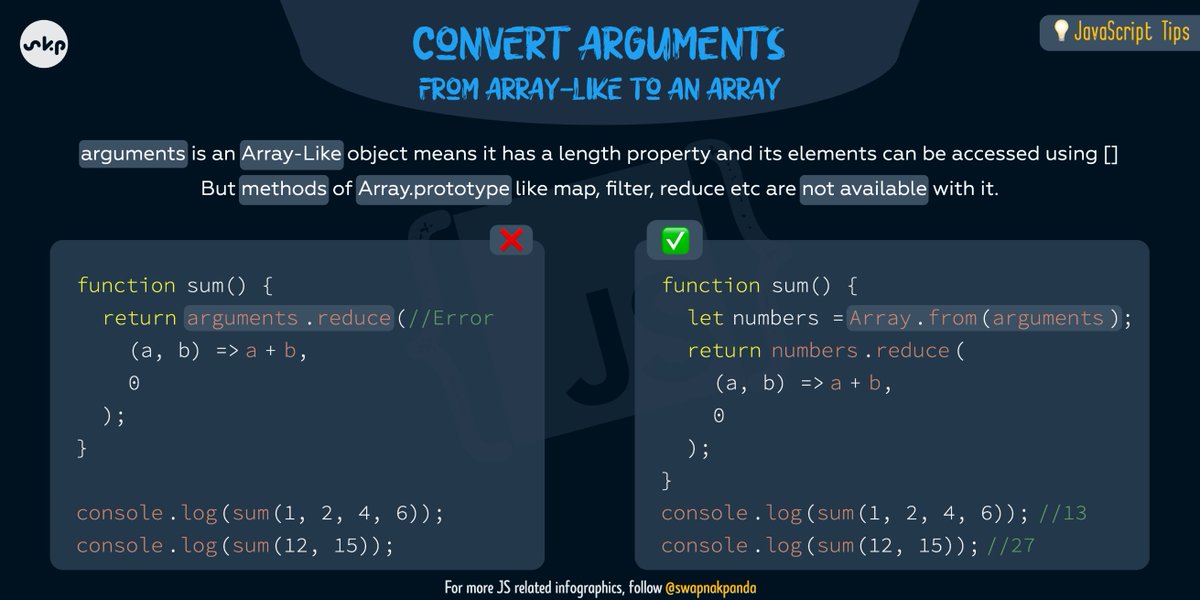 skp
CONVERT ARGUMENTS
FROM ARRAY-LIKE TO AN ARRAY
JavaScript Tips
arguments is an Array-Like object means it has a length property and its elements can be accessed using []
But methods of Array.prototype like map, filter, reduce etc are not available with it.
function sum() {
return arguments.reduce(//Error
(a, b) => a + b,
0
);
}
console.log(sum(1, 2, 4, 6));
console.log(sum(12, 15));
function sum() {
let numbers = Array.from(arguments);
return numbers.reduce(
(a, b) => a + b,
0
);
}
console.log(sum(1, 2, 4, 6)); //13
console.log(sum(12, 15)); //27
JS
For more JS related infographics, follow @swapnakpanda